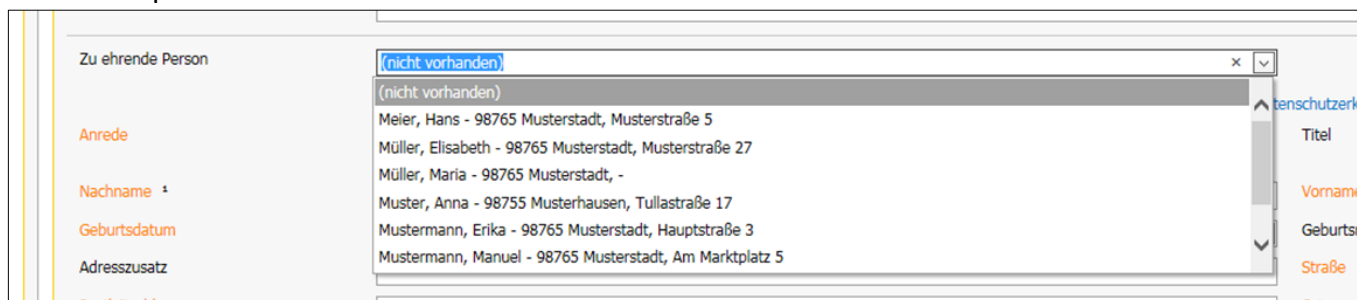 Zu ehrende Person
(nicht vorhanden)
(nicht vorhanden)
tenschutzerk
Meier, Hans - 98765 Musterstadt, Musterstraße 5
Anrede
Titel
Müller, Elisabeth - 98765 Musterstadt, Musterstraße 27
Müller, Maria - 98765 Musterstadt, -
Nachname ¹
Vorname
Muster, Anna - 98755 Musterhausen, Tullastraße 17
Geburtsdatum
Mustermann, Erika - 98765 Musterstadt, Hauptstraße 3
Geburts
Mustermann, Manuel - 98765 Musterstadt, Am Marktplatz 5
Adresszusatz
Straße